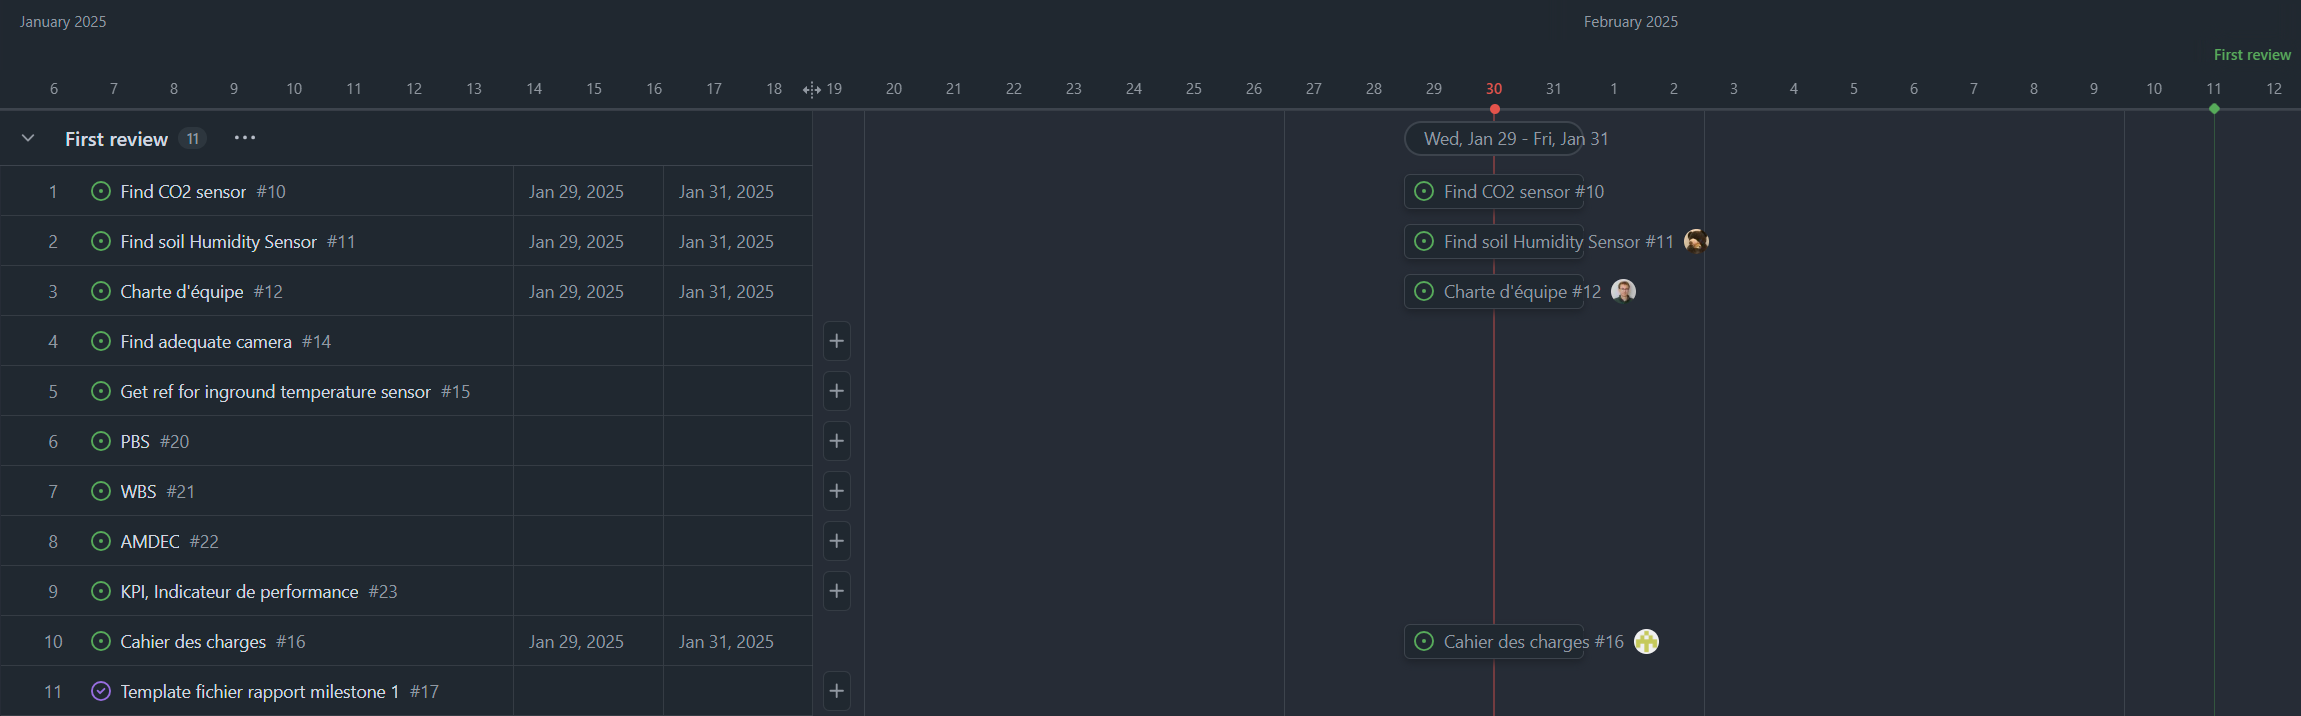 January 2025 February 2025
First review
6 7 8 9 10 11 12 13 14 15 16 17 18 19 20 21 22 23 24 25 26 27 28 29 30 31 1 2 3 4 5 6 7 8 9 10 11 12
First review 11 ··· Wed, Jan 29 - Fri, Jan 31
1 Find CO2 sensor #10 Jan 29, 2025 Jan 31, 2025 Find CO2 sensor #10
2 Find soil Humidity Sensor #11 Jan 29, 2025 Jan 31, 2025 Find soil Humidity Sensor #11
3 Charte d'équipe #12 Jan 29, 2025 Jan 31, 2025 Charte d'équipe #12
4 Find adequate camera #14
5 Get ref for inground temperature sensor #15
6 PBS #20
7 WBS #21
8 AMDEC #22
9 KPI, Indicateur de performance #23
10 Cahier des charges #16 Jan 29, 2025 Jan 31, 2025 Cahier des charges #16
11 Template fichier rapport milestone 1 #17